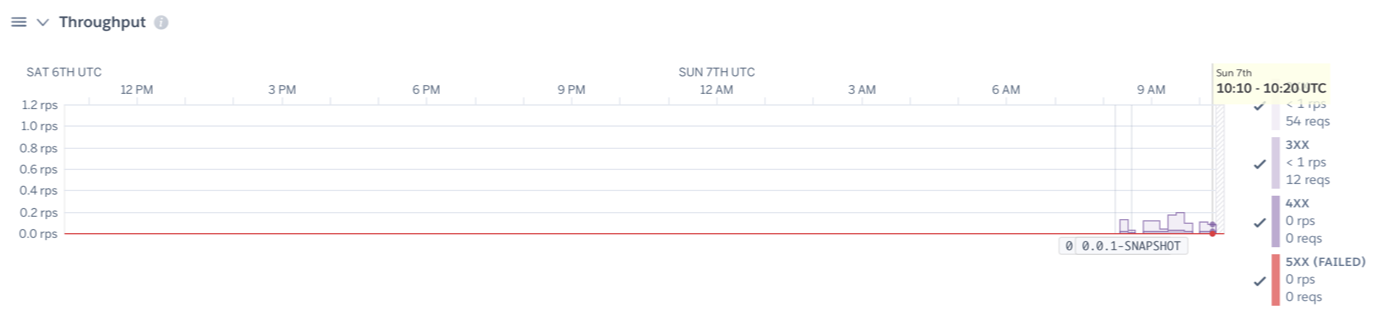 Throughput
SAT 6TH UTC SUN 7TH UTC Sun 7th
12 PM 3 PM 6 PM 9 PM 12 AM 3 AM 6 AM 9 AM 10:10 - 10:20 UTC
1.2 rps
1.0 rps
0.8 rps
0.6 rps
0.4 rps
0.2 rps
0.0 rps
0 0.0.1-SNAPSHOT
< 1 rps
54 reqs
3XX
< 1 rps
12 reqs
4XX
0 rps
0 reqs
5XX (FAILED)
0 rps
0 reqs